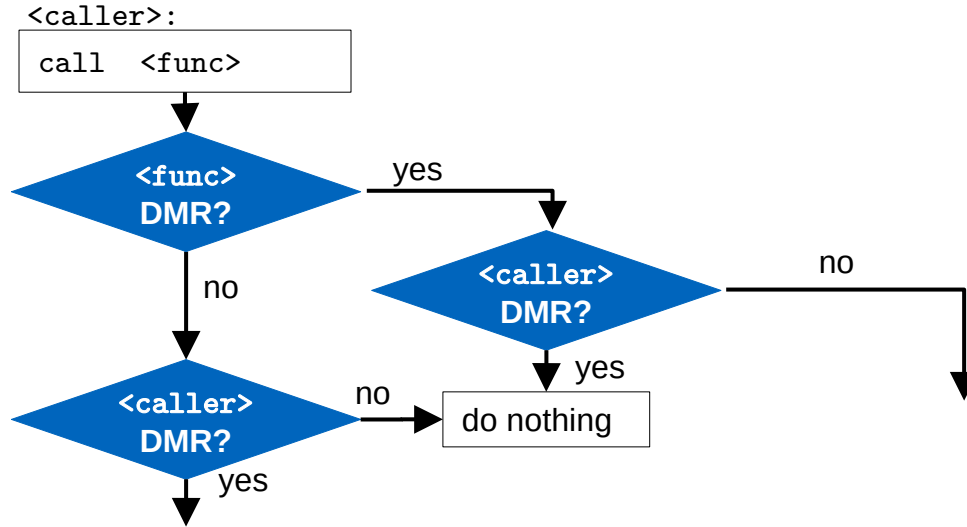 <caller>:
call <func>
<func>
DMR?
yes
no
<caller>
DMR?
no
yes
<caller>
DMR?
no
do nothing
yes